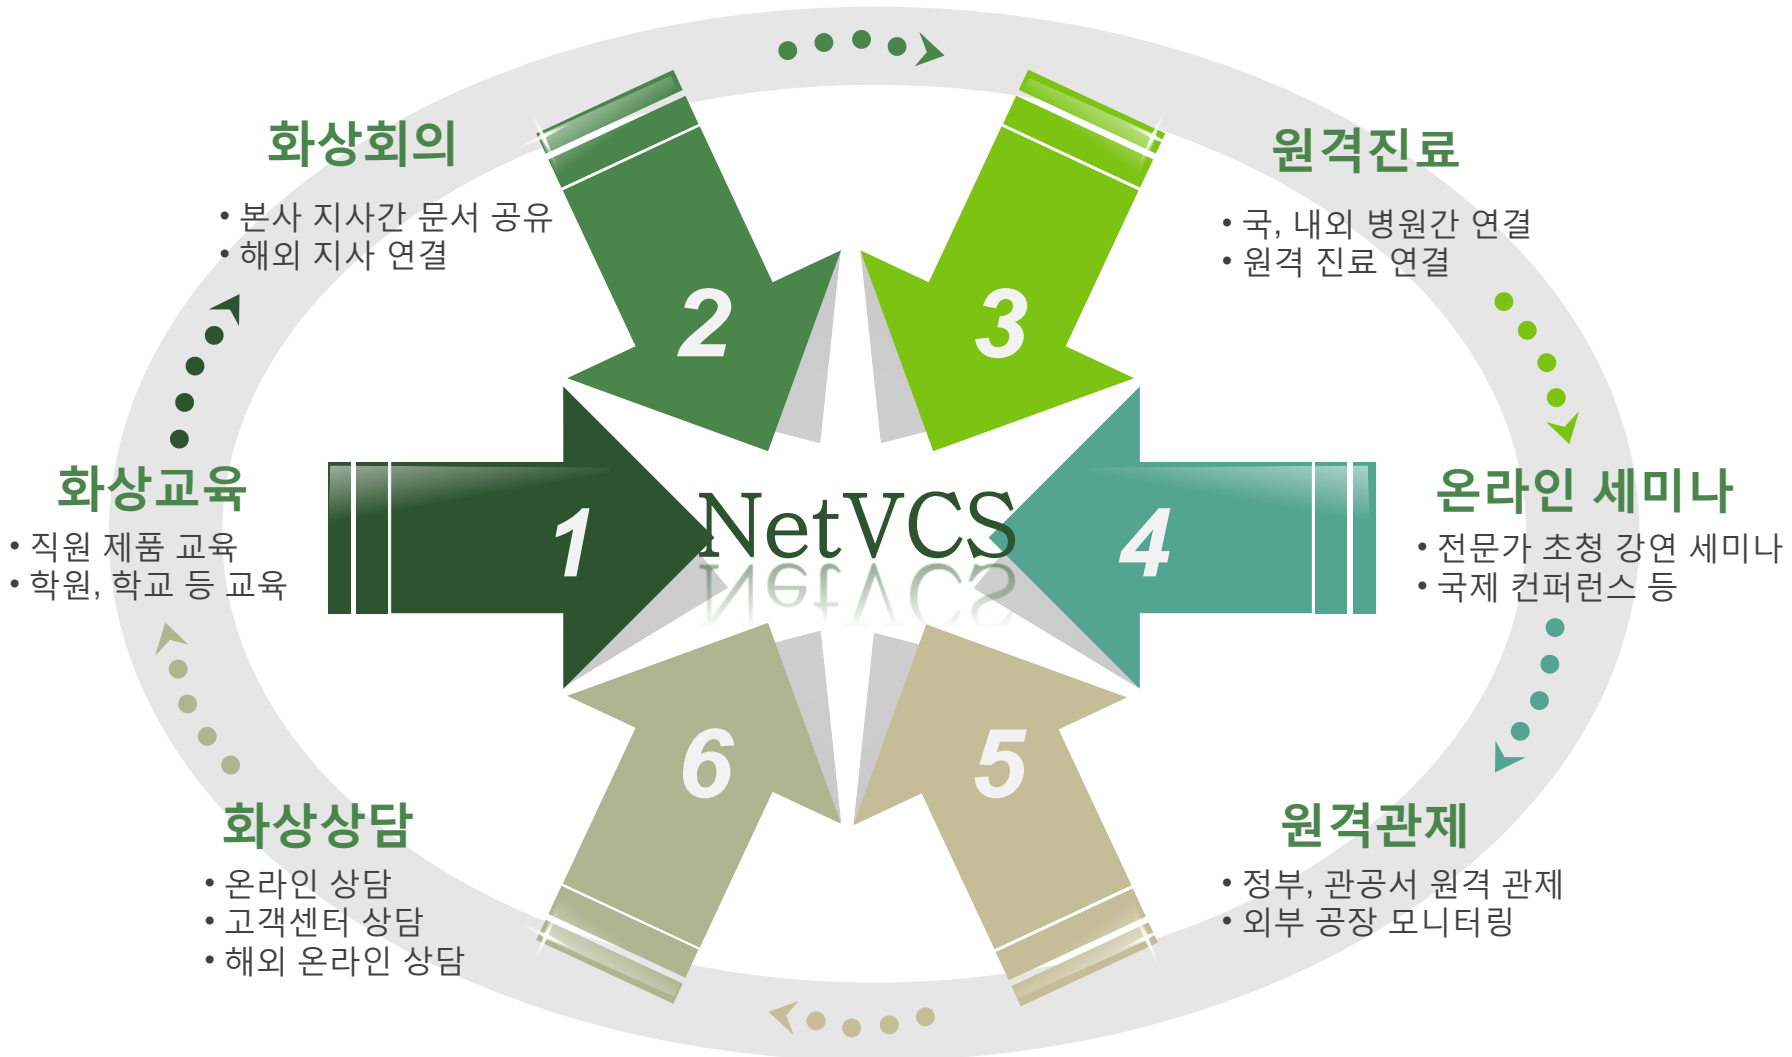 화상회의
• 본사 지사간 문서 공유
• 해외 지사 연결
원격진료
• 국, 내외 병원간 연결
• 원격 진료 연결
2
3
화상교육
• 직원 제품 교육
• 학원, 학교 등 교육
1
NetVCS
4
온라인 세미나
• 전문가 초청 강연 세미나
• 국제 컨퍼런스 등
6
5
화상상담
• 온라인 상담
• 고객센터 상담
• 해외 온라인 상담
원격관제
• 정부, 관공서 원격 관제
• 외부 공장 모니터링